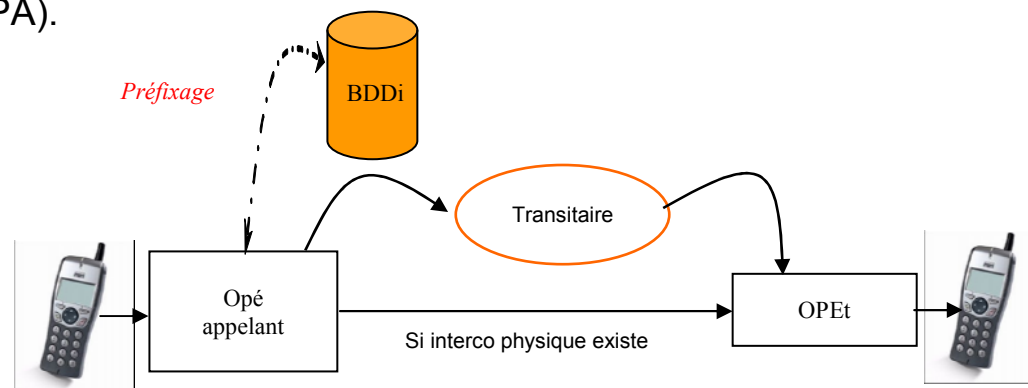 PA).
Préfixage
BDDi
Transitaire
Opé
appelant
OPEt
Si interco physique existe